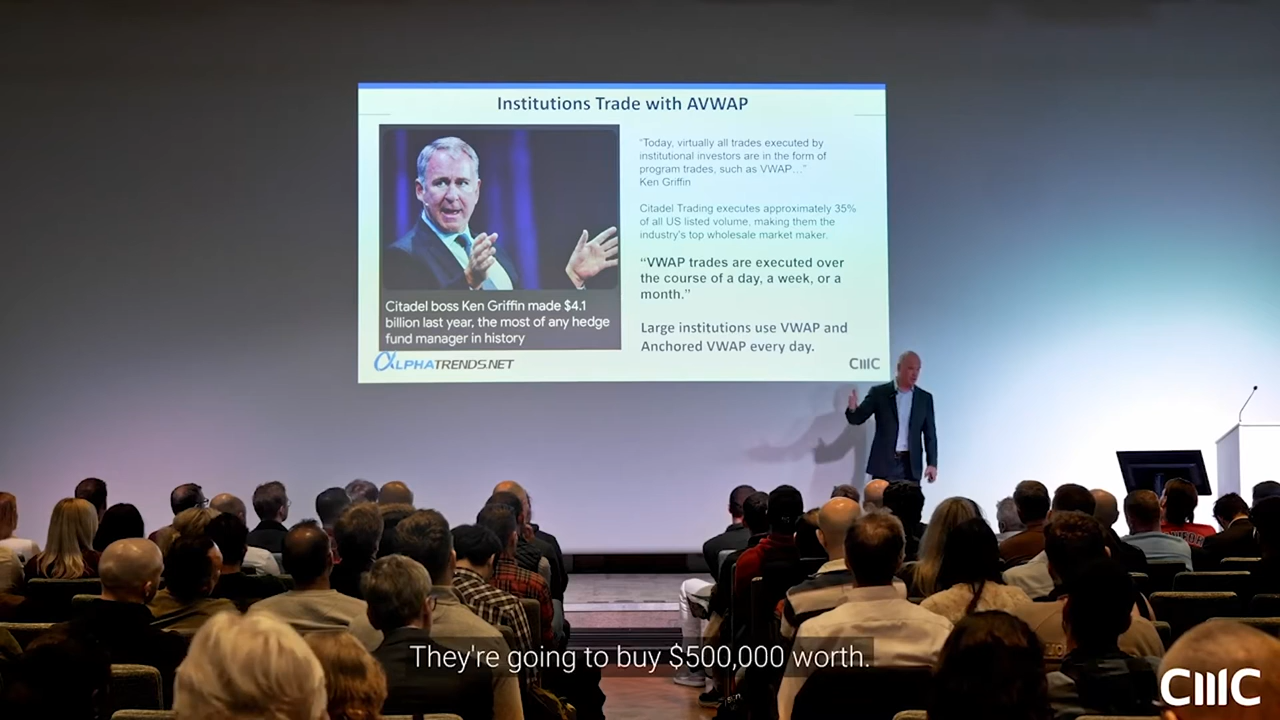 Institutions Trade with AVWAP
"Today, virtually all trades executed by
institutional investors are in the form of
program trades, such as VWAP..."
Ken Griffin
Citadel Trading executes approximately 35%
of all US listed volume, making them the
industry's top wholesale market maker.
"VWAP trades are executed over
the course of a day, a week, or a
month."
Large institutions use VWAP and
Anchored VWAP every day.
Citadel boss Ken Griffin made $4.1
billion last year, the most of any hedge
fund manager in history
ALPHATRENDS.NET
CMC
They're going to buy $500,000 worth.
CMC